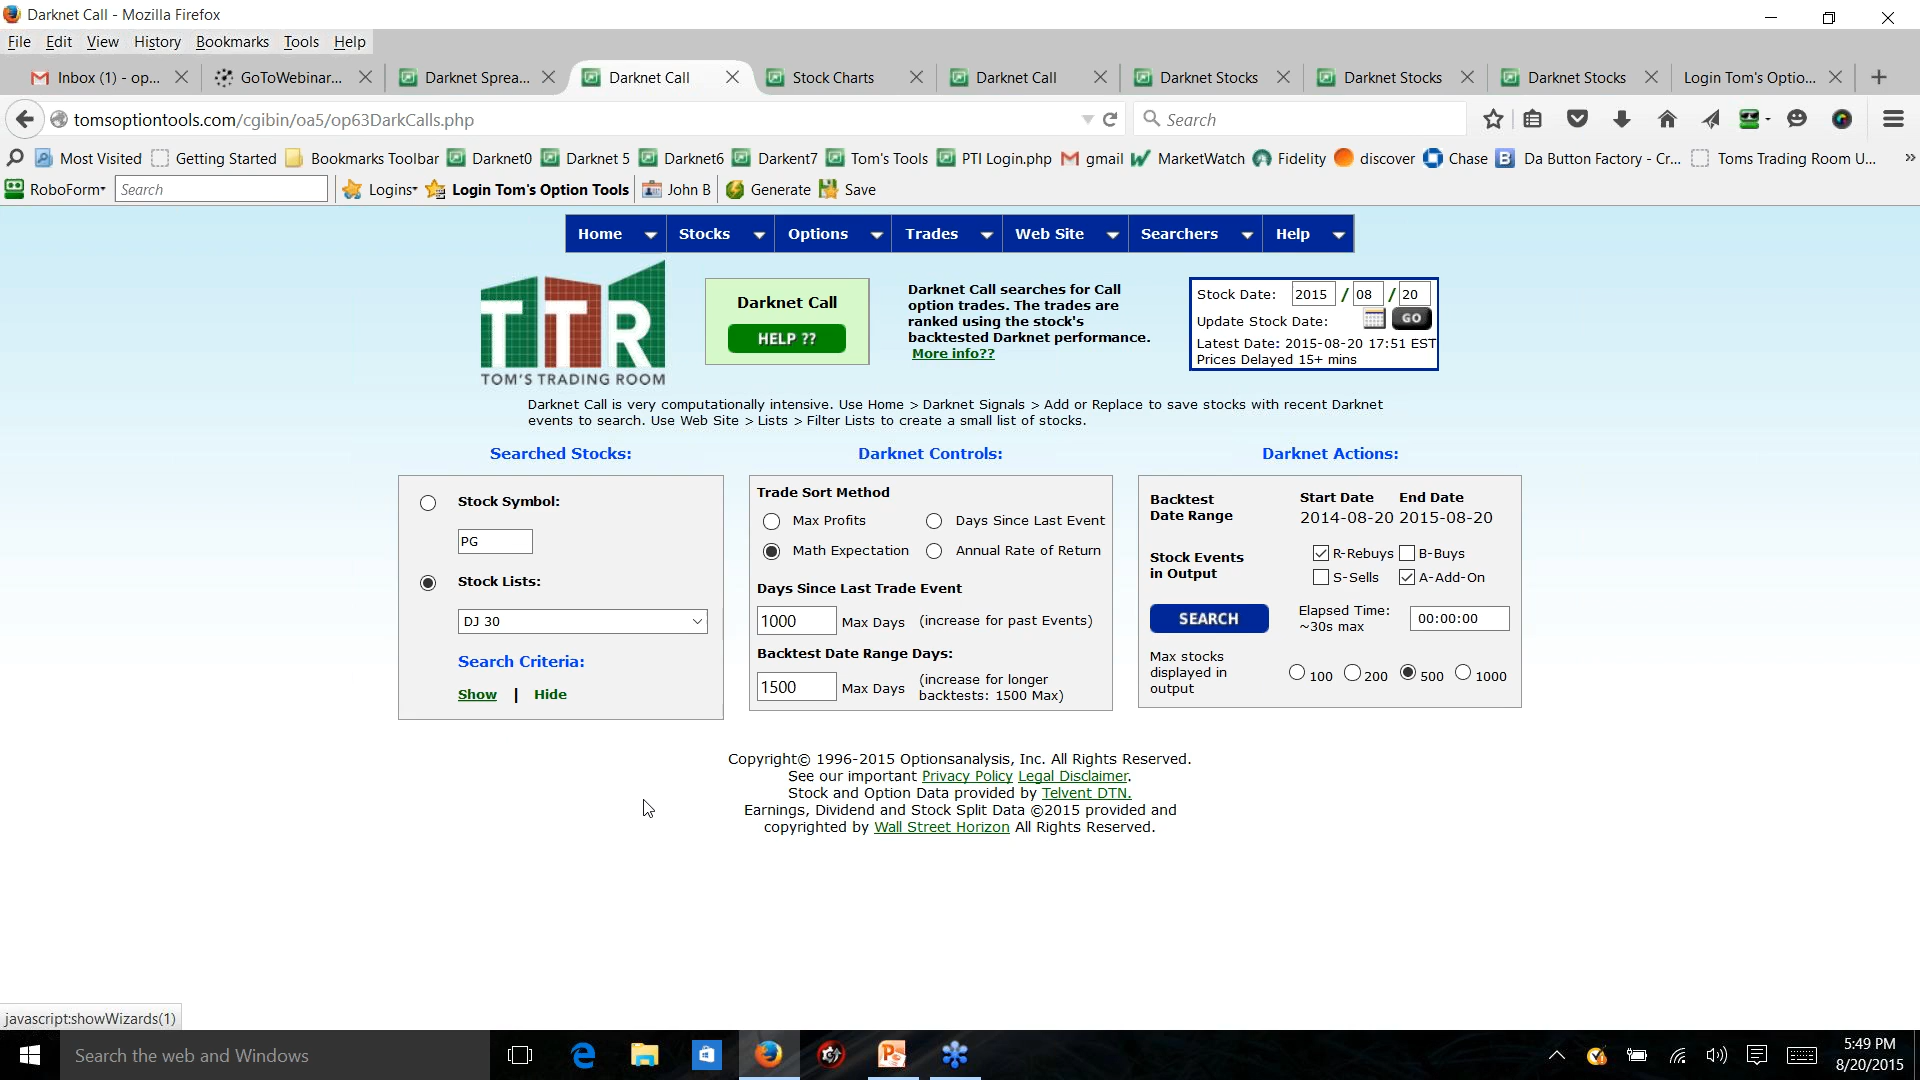 Darknet Call - Mozilla Firefox
File Edit View History Bookmarks Tools Help
Inbox (1) - op... GoToWebinar... Darknet Sprea... Darknet Call Stock Charts Darknet Call Darknet Stocks Darknet Stocks Darknet Stocks Login Tom's Optio...
tomsoptiontools.com/cgibin/oa5/op63DarkCalls.php Search
Most Visited Getting Started Bookmarks Toolbar Darknet0 Darknet 5 Darknet6 Darkent7 Tom's Tools PTI Login.php gmail MarketWatch Fidelity discover Chase Da Button Factory - Cr... Toms Trading Room U... »
RoboForm Search Logins Login Tom's Option Tools John B Generate Save
Home Stocks Options Trades Web Site Searchers Help
TTR
TOM'S TRADING ROOM
Darknet Call
HELP ??
Darknet Call searches for Call
option trades. The trades are
ranked using the stock's
backtested Darknet performance.
More info??
Stock Date: 2015 / 08 / 20
Update Stock Date: GO
Latest Date: 2015-08-20 17:51 EST
Prices Delayed 15+ mins
Darknet Call is very computationally intensive. Use Home > Darknet Signals > Add or Replace to save stocks with recent Darknet
events to search. Use Web Site > Lists > Filter Lists to create a small list of stocks.
Searched Stocks:
Stock Symbol:
PG
Stock Lists:
DJ 30
Search Criteria:
Show | Hide
Darknet Controls:
Trade Sort Method
Max Profits Days Since Last Event
Math Expectation Annual Rate of Return
Days Since Last Trade Event
1000 Max Days (increase for past Events)
Backtest Date Range Days:
1500 Max Days (increase for longer
backtests: 1500 Max)
Darknet Actions:
Backtest
Date Range
Start Date End Date
2014-08-20 2015-08-20
Stock Events
in Output
R-Rebuys B-Buys
S-Sells A-Add-On
SEARCH
Elapsed Time:
~30s max
00:00:00
Max stocks
displayed in
output
100 200 500 1000
Copyright© 1996-2015 Optionsanalysis, Inc. All Rights Reserved.
See our important Privacy Policy Legal Disclaimer.
Stock and Option Data provided by Telvent DTN.
Earnings, Dividend and Stock Split Data ©2015 provided and
copyrighted by Wall Street Horizon All Rights Reserved.
javascript:showWizards(1)
Search the web and Windows
5:49 PM
8/20/2015